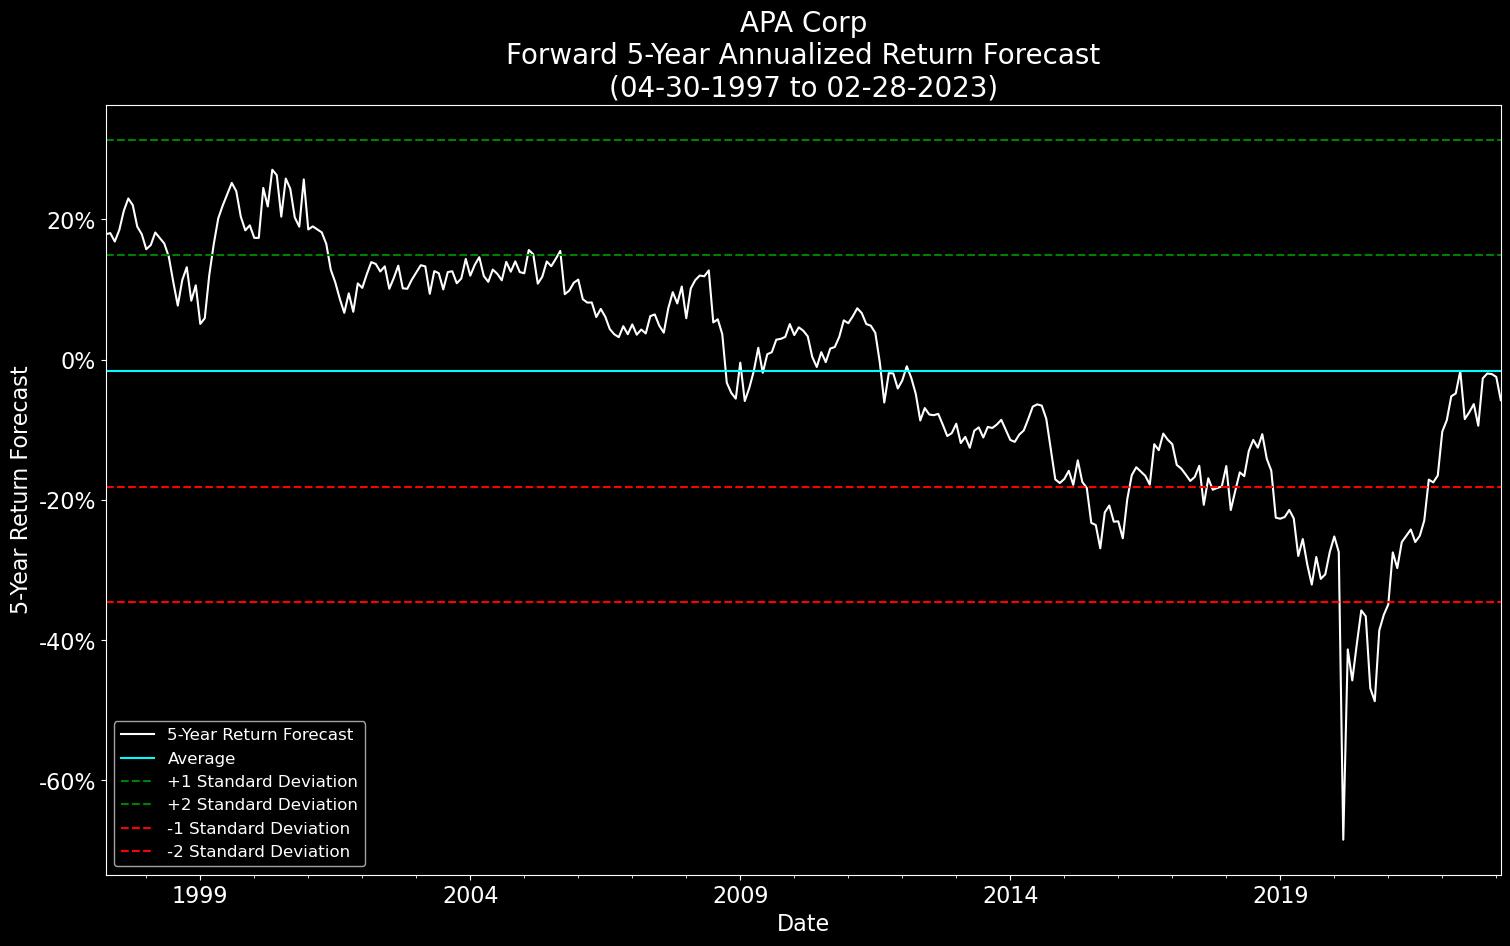 APA Corp
Forward 5-Year Annualized Return Forecast
(04-30-1997 to 02-28-2023)
5-Year Return Forecast
20%
0%
-20%
-40%
-60%
5-Year Return Forecast
Average
+1 Standard Deviation
+2 Standard Deviation
-1 Standard Deviation
-2 Standard Deviation
1999
2004
2009
2014
2019
Date